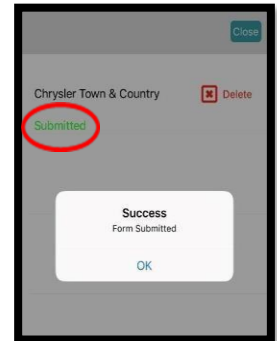 Close
Chrysler Town & Country Delete
Submitted
Success
Form Submitted
OK